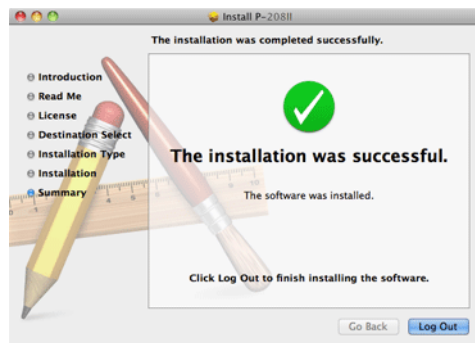 Install P-208II
The installation was completed successfully.
Introduction
Read Me
License
Destination Select
Installation Type
Installation
Summary
The installation was successful.
The software was installed.
Click Log Out to finish installing the software.
Go Back
Log Out